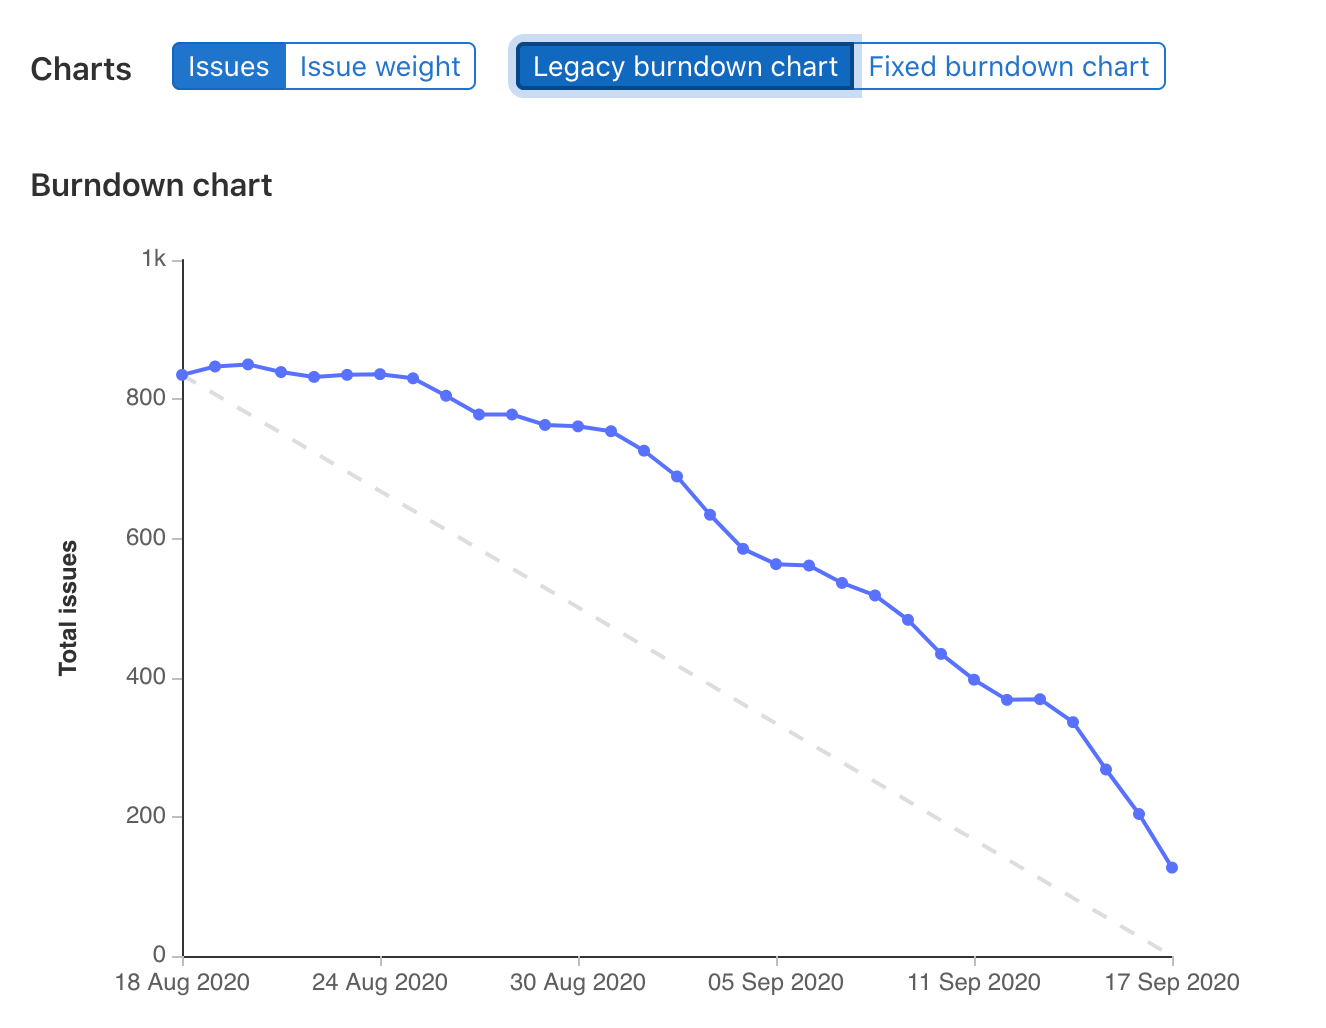 Charts Issues Issue weight Legacy burndown chart Fixed burndown chart
Burndown chart
1k
800
600
400
200
0
Total issues
18 Aug 2020 24 Aug 2020 30 Aug 2020 05 Sep 2020 11 Sep 2020 17 Sep 2020